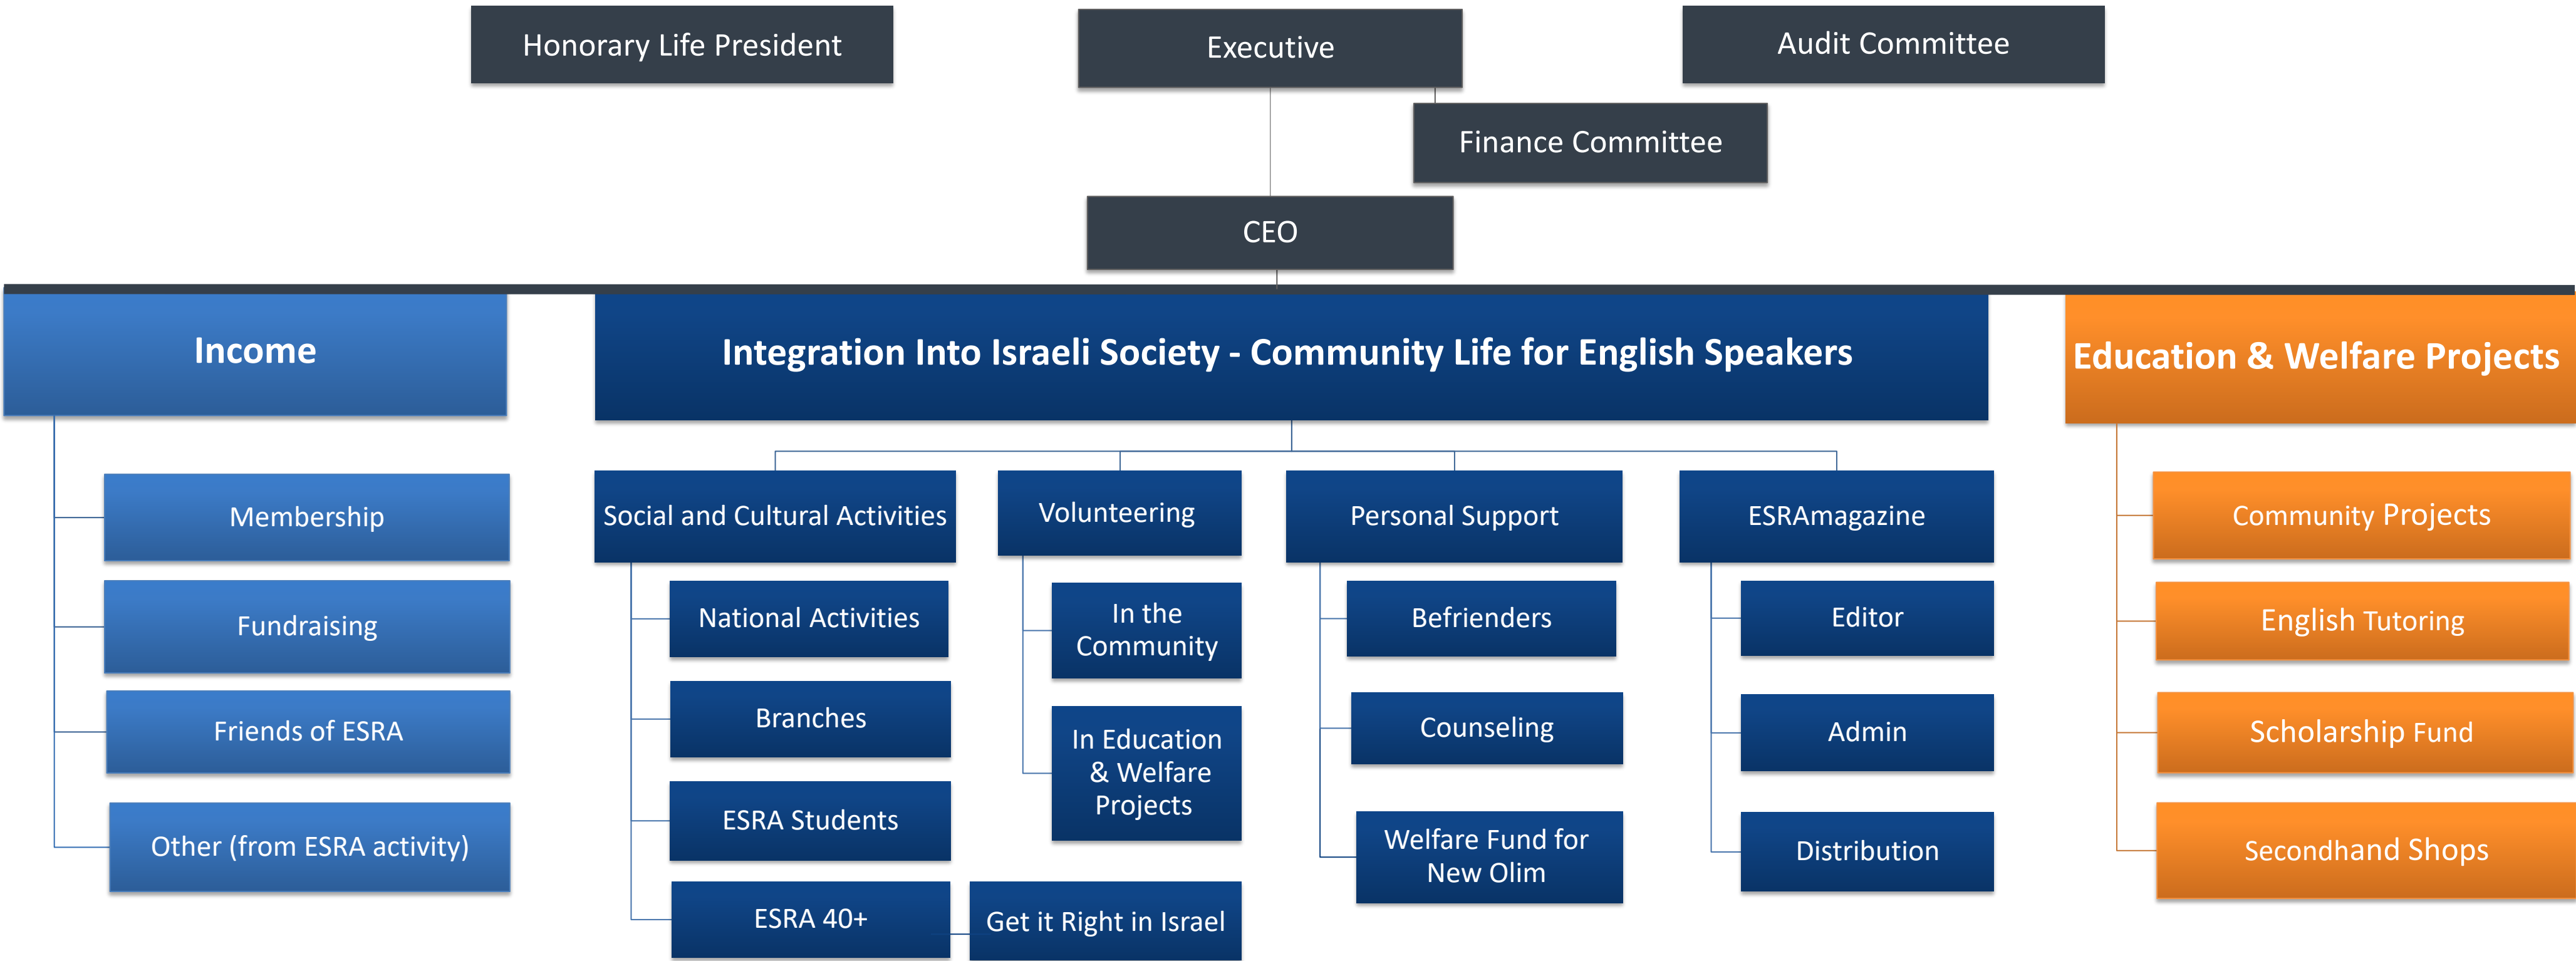 Honorary Life President
Executive
Audit Committee
Finance Committee
CEO
Income
Integration Into Israeli Society - Community Life for English Speakers
Education & Welfare Projects
Membership
Fundraising
Friends of ESRA
Other (from ESRA activity)
Social and Cultural Activities
National Activities
Branches
ESRA Students
ESRA 40+
Get it Right in Israel
Volunteering
In the
Community
In Education
& Welfare
Projects
Personal Support
Befrienders
Counseling
Welfare Fund for
New Olim
ESRAmagazine
Editor
Admin
Distribution
Community Projects
English Tutoring
Scholarship Fund
Secondhand Shops